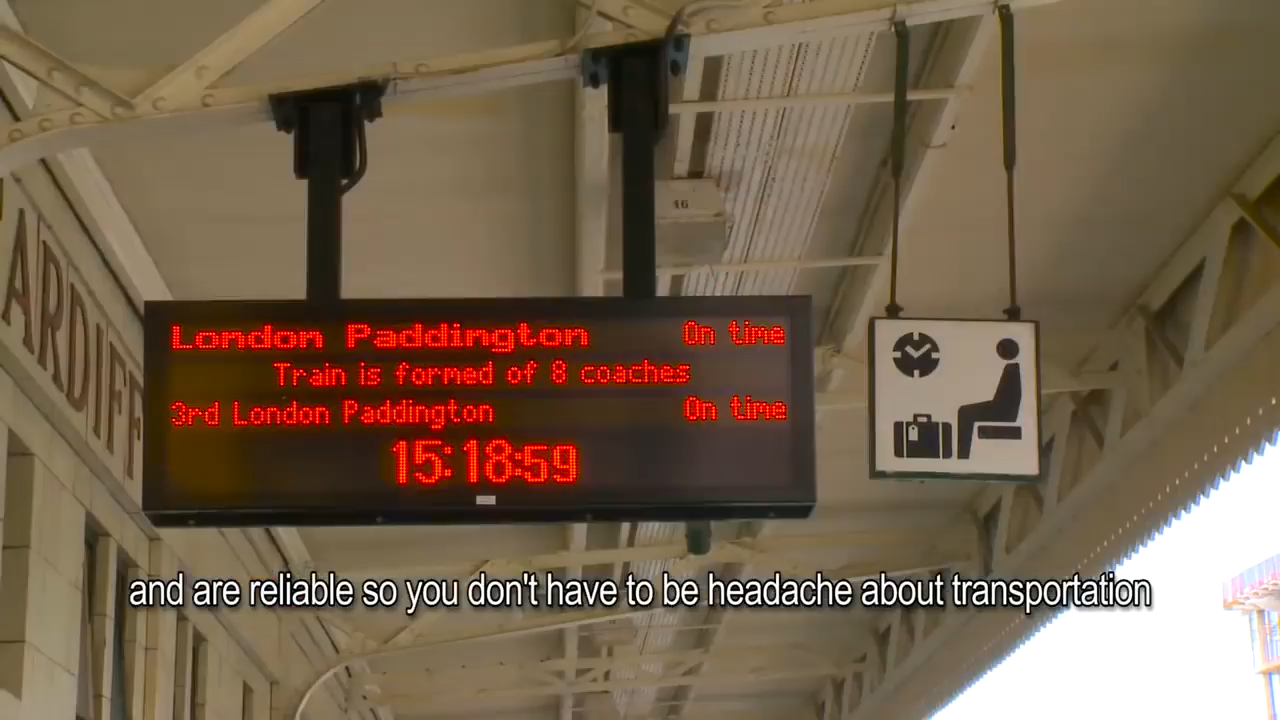 ARDIFF
46
London Paddington On time
Train is formed of 8 coaches
3rd London Paddington On time
15:18:59
and are reliable so you don't have to be headache about transportation